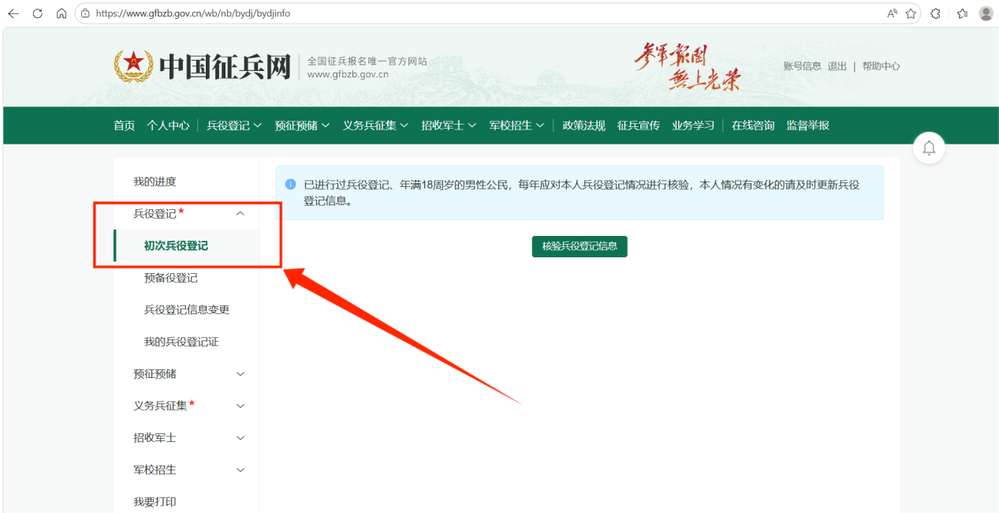 https://www.gfbzb.gov.cn/wb/nb/bydj/bydjinfo
中国征兵网
全国征兵报名唯一官方网站
www.gfbzb.gov.cn
参军报国
無上光荣
账号信息 退出 | 帮助中心
首页 个人中心 兵役登记 预征预储 义务兵征集 招收军士 军校招生 政策法规 征兵宣传 业务学习 在线咨询 监督举报
我的进度
兵役登记*
初次兵役登记
预备役登记
兵役登记信息变更
我的兵役登记证
预征预储
义务兵征集*
招收军士
军校招生
我要打印
已进行过兵役登记、年满18周岁的男性公民，每年应对本人兵役登记情况进行核验，本人情况有变化的请及时更新兵役
登记信息。
核验兵役登记信息